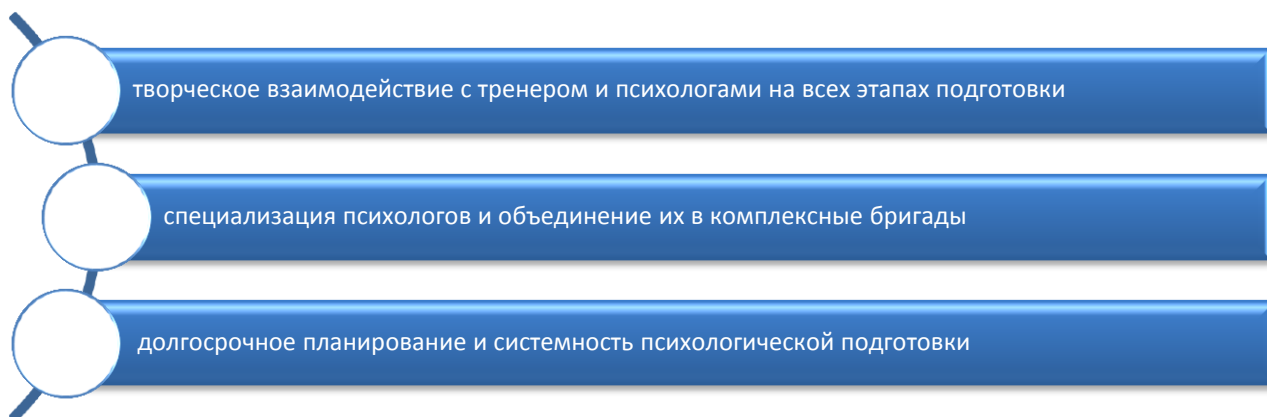 творческое взаимодействие с тренером и психологами на всех этапах подготовки
специализация психологов и объединение их в комплексные бригады
долгосрочное планирование и системность психологической подготовки